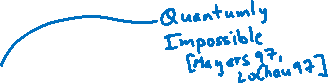 Quantumly
Impossible
[Mayers 97,
LoChau 97]